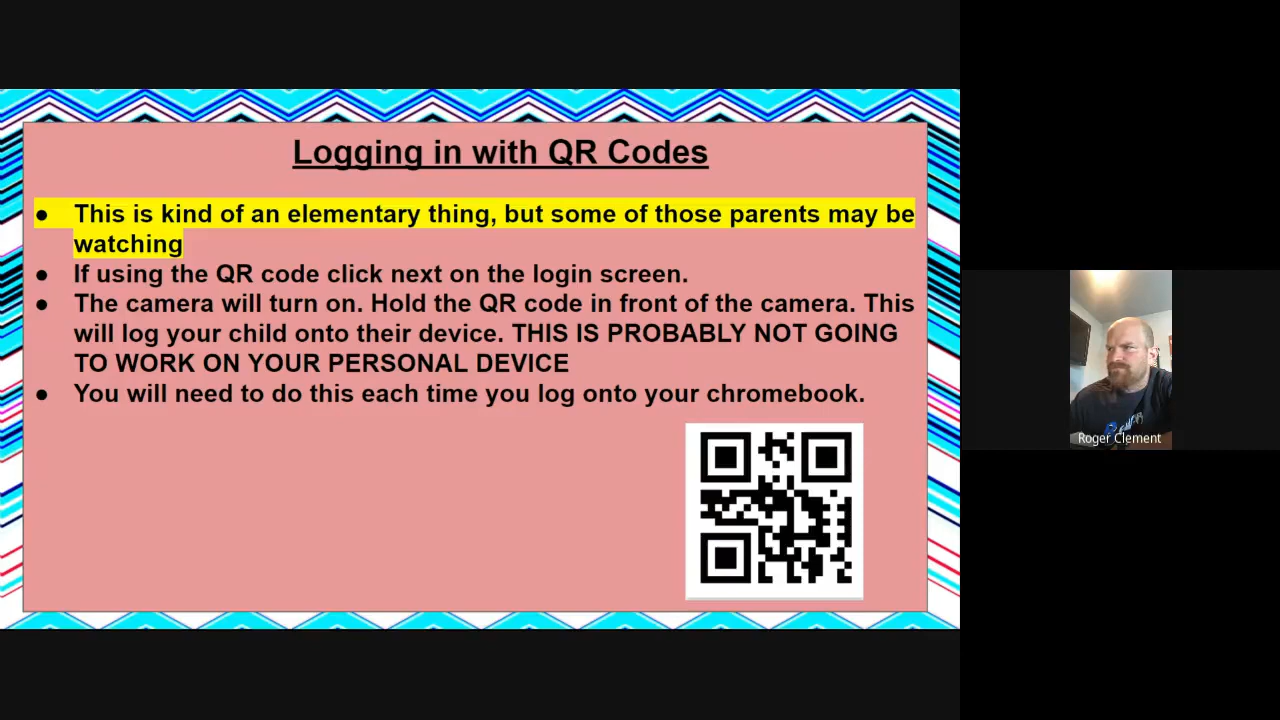 Logging in with QR Codes
● This is kind of an elementary thing, but some of those parents may be
watching
● If using the QR code click next on the login screen.
● The camera will turn on. Hold the QR code in front of the camera. This
will log your child onto their device. THIS IS PROBABLY NOT GOING
TO WORK ON YOUR PERSONAL DEVICE
● You will need to do this each time you log onto your chromebook.
Roger Clement